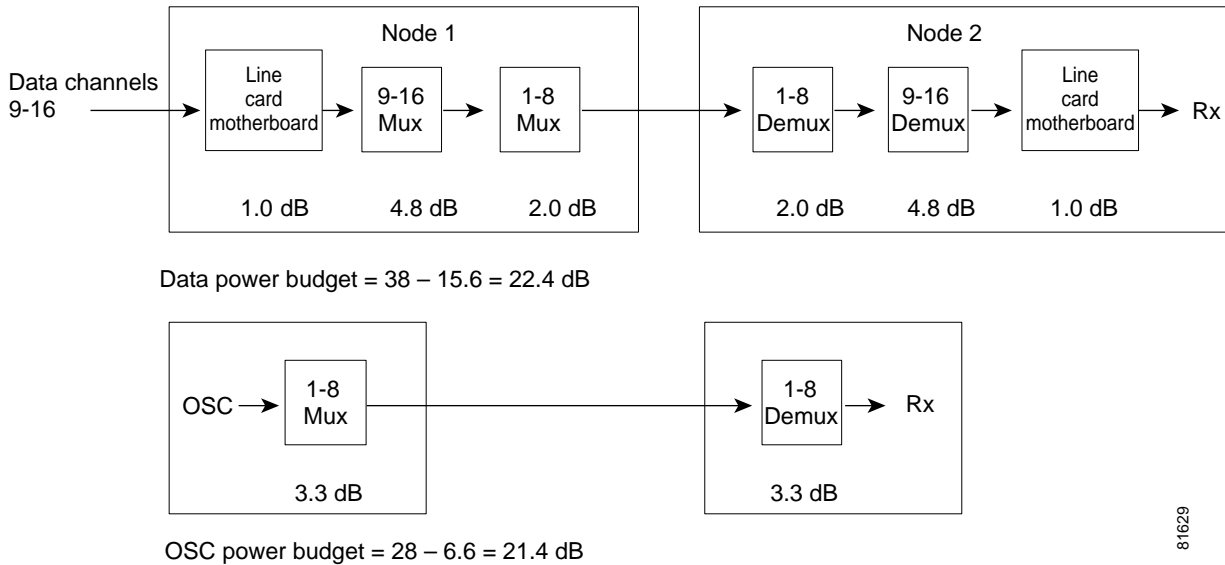 Node 1
Node 2
Data channels
9-16
Line
card
motherboard
9-16
Mux
1-8
Mux
1-8
Demux
9-16
Demux
Line
card
motherboard
Rx
1.0 dB
4.8 dB
2.0 dB
2.0 dB
4.8 dB
1.0 dB
Data power budget = 38 – 15.6 = 22.4 dB
OSC
1-8
Mux
1-8
Demux
Rx
3.3 dB
3.3 dB
OSC power budget = 28 – 6.6 = 21.4 dB
81629